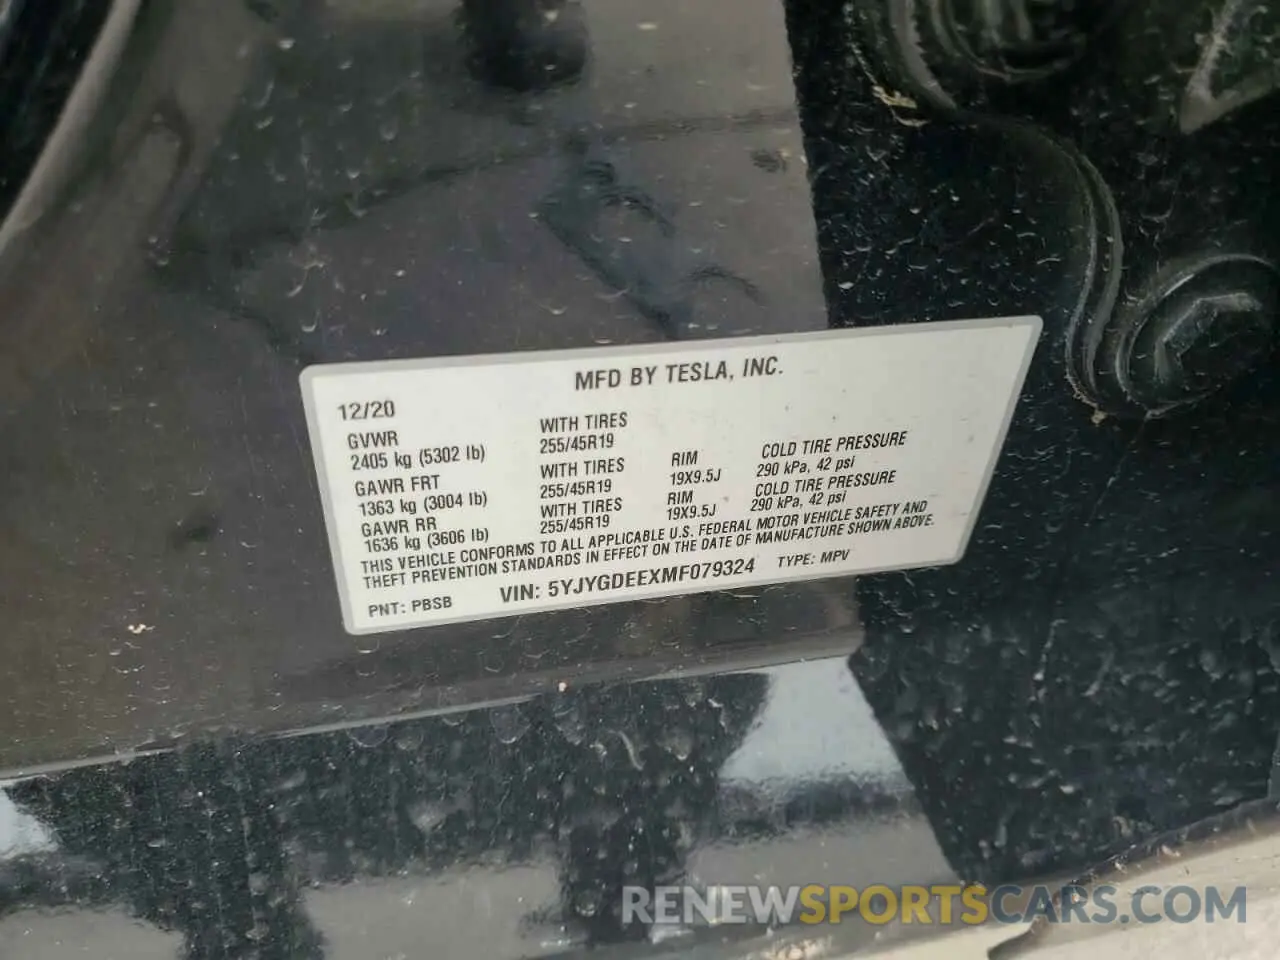 MFD BY TESLA, INC.
12/20
GVWR WITH TIRES
2405 kg (5302 lb) 255/45R19
GAWR FRT WITH TIRES RIM COLD TIRE PRESSURE
1363 kg (3004 lb) 255/45R19 19X9.5J 290 kPa, 42 psi
GAWR RR WITH TIRES RIM COLD TIRE PRESSURE
1636 kg (3606 lb) 255/45R19 19X9.5J 290 kPa, 42 psi
THIS VEHICLE CONFORMS TO ALL APPLICABLE U.S. FEDERAL MOTOR VEHICLE SAFETY AND
THEFT PREVENTION STANDARDS IN EFFECT ON THE DATE OF MANUFACTURE SHOWN ABOVE.
PNT: PBSB VIN: 5YJYGDEEXMF079324 TYPE: MPV
RENEWSPORTSCARS.COM